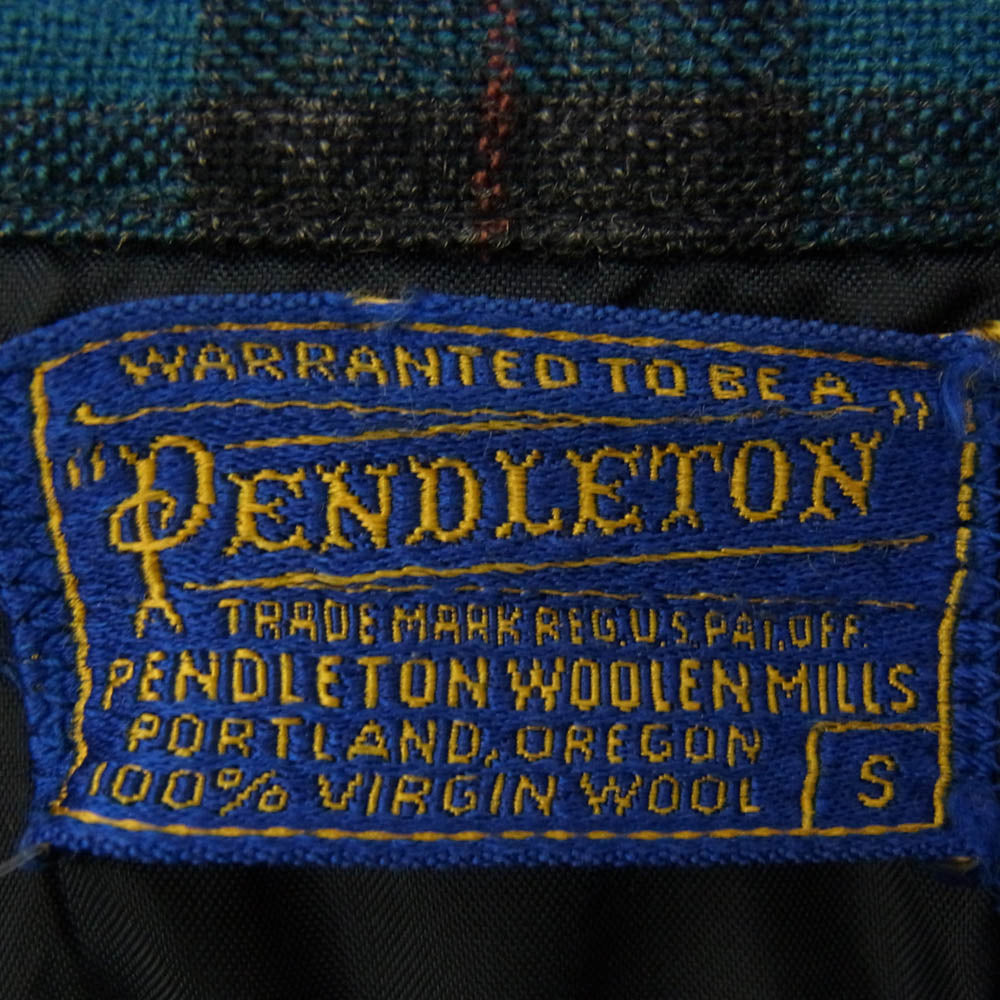 WARRANTED TO BE A
"PENDLETON"
TRADE MARK REG. U.S. PAT. OFF.
PENDLETON WOOLEN MILLS
PORTLAND, OREGON
100% VIRGIN WOOL
S